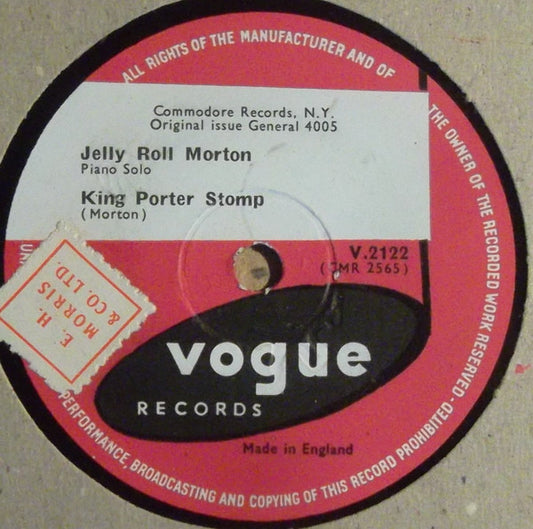 ALL RIGHTS OF THE MANUFACTURER AND OF
THE OWNER OF THE RECORDED WORK RESERVED -
Commodore Records, N.Y.
Original issue General 4005
Jelly Roll Morton
Piano Solo
King Porter Stomp
(Morton)
V.2122
(JMR 2565)
E. H.
MORRIS
& CO. LTD.
vogue
RECORDS
Made in England
PERFORMANCE, BROADCASTING AND COPYING OF THIS RECORD PROHIBITED -